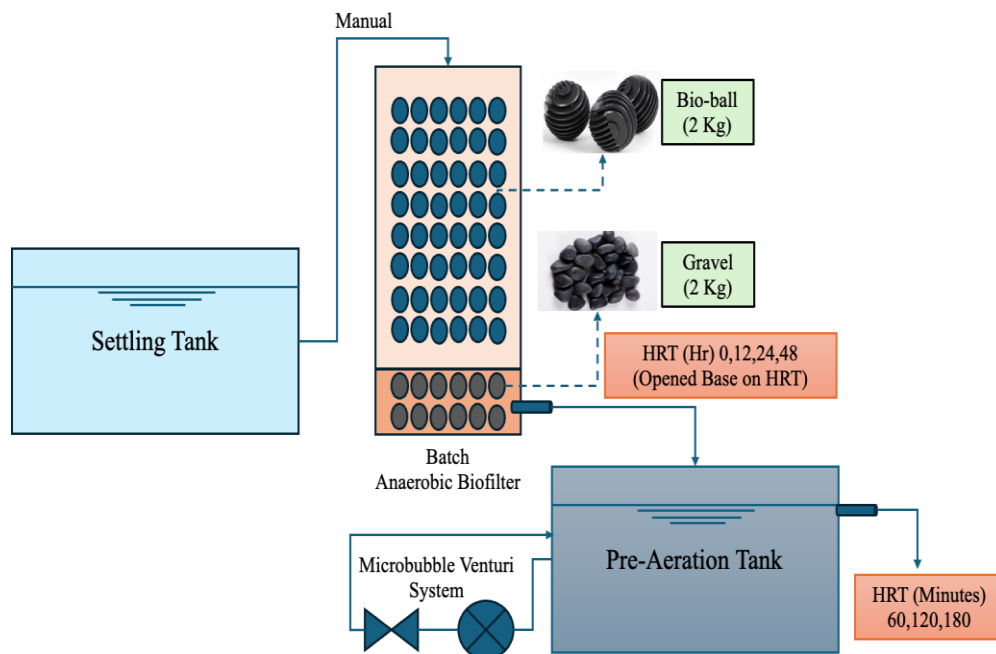 Manual
Bio-ball
(2 Kg)
Gravel
(2 Kg)
Settling Tank
HRT (Hr) 0,12,24,48
(Opened Base on HRT)
Batch
Anaerobic Biofilter
Microbubble Venturi
System
Pre-Aeration Tank
HRT (Minutes)
60,120,180